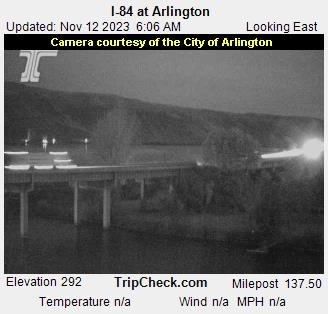 I-84 at Arlington
Updated: Nov 12 2023 6:06 AM Looking East
Camera courtesy of the City of Arlington
Elevation 292 TripCheck.com Milepost 137.50
Temperature n/a Wind n/a MPH n/a